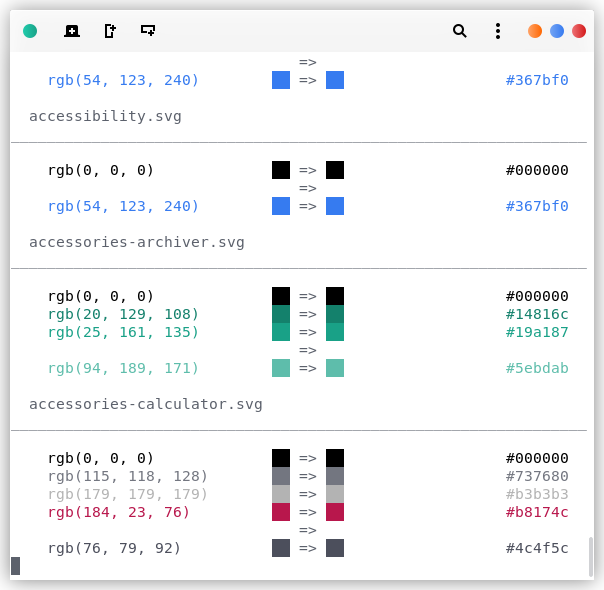 =>
rgb(54, 123, 240) => #367bf0
accessibility.svg
rgb(0, 0, 0) => #000000
=>
rgb(54, 123, 240) => #367bf0
accessories-archiver.svg
rgb(0, 0, 0) => #000000
rgb(20, 129, 108) => #14816c
rgb(25, 161, 135) => #19a187
=>
rgb(94, 189, 171) => #5ebdab
accessories-calculator.svg
rgb(0, 0, 0) => #000000
rgb(115, 118, 128) => #737680
rgb(179, 179, 179) => #b3b3b3
rgb(184, 23, 76) => #b8174c
=>
rgb(76, 79, 92) => #4c4f5c